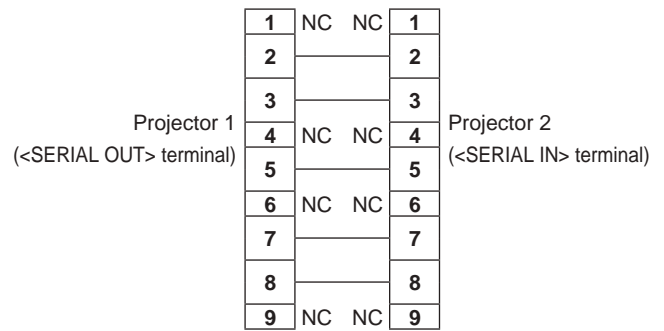 1 NC NC 1
2 2
3 3
Projector 1
(<SERIAL OUT> terminal)
4 NC NC 4
Projector 2
(<SERIAL IN> terminal)
5 5
6 NC NC 6
7 7
8 8
9 NC NC 9